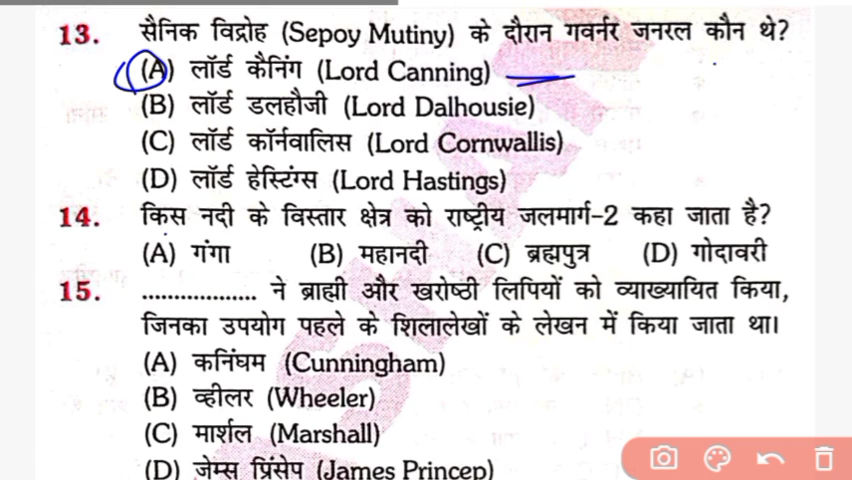 13. सैनिक विद्रोह (Sepoy Mutiny) के दौरान गवर्नर जनरल कौन थे?
(A) लॉर्ड कैनिंग (Lord Canning)
(B) लॉर्ड डलहौजी (Lord Dalhousie)
(C) लॉर्ड कॉर्नवालिस (Lord Cornwallis)
(D) लॉर्ड हेस्टिंग्स (Lord Hastings)
14. किस नदी के विस्तार क्षेत्र को राष्ट्रीय जलमार्ग-2 कहा जाता है?
(A) गंगा (B) महानदी (C) ब्रह्मपुत्र (D) गोदावरी
15. ................... ने ब्राह्मी और खरोष्ठी लिपियों को व्याख्यायित किया,
जिनका उपयोग पहले के शिलालेखों के लेखन में किया जाता था।
(A) कनिंघम (Cunningham)
(B) व्हीलर (Wheeler)
(C) मार्शल (Marshall)
(D) जेम्स प्रिंसेप (James Princep)